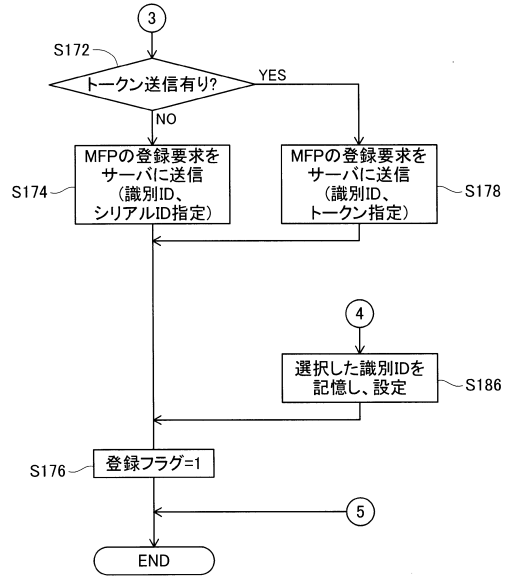 3
S172
トークン送信有り?
YES
NO
MFPの登録要求を
サーバに送信
(識別ID、
シリアルID指定)
S174
MFPの登録要求を
サーバに送信
(識別ID、
トークン指定)
S178
4
選択した識別IDを
記憶し、設定
S186
登録フラグ=1
S176
5
END